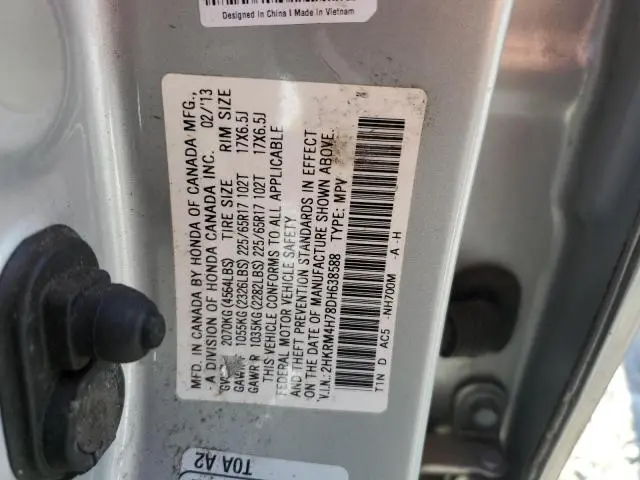 Designed in China | Made in Vietnam
MFD. IN CANADA BY HONDA OF CANADA MFG.,
-A DIVISION OF HONDA CANADA INC. 02/'13
2070KG (4564LBS) TIRE SIZE RIM SIZE
GAWR F 1055KG (2326LBS) 225/65R17 102T 17X6.5J
GAWR R 1035KG (2282LBS) 225/65R17 102T 17X6.5J
THIS VEHICLE CONFORMS TO ALL APPLICABLE
FEDERAL MOTOR VEHICLE SAFETY
AND THEFT PREVENTION STANDARDS IN EFFECT
ON THE DATE OF MANUFACTURE SHOWN ABOVE.
V.I.N.: 2HKRM4H78DH638588 TYPE: MPV
T1N D AC5 -NH700M -A -H
T0A A2